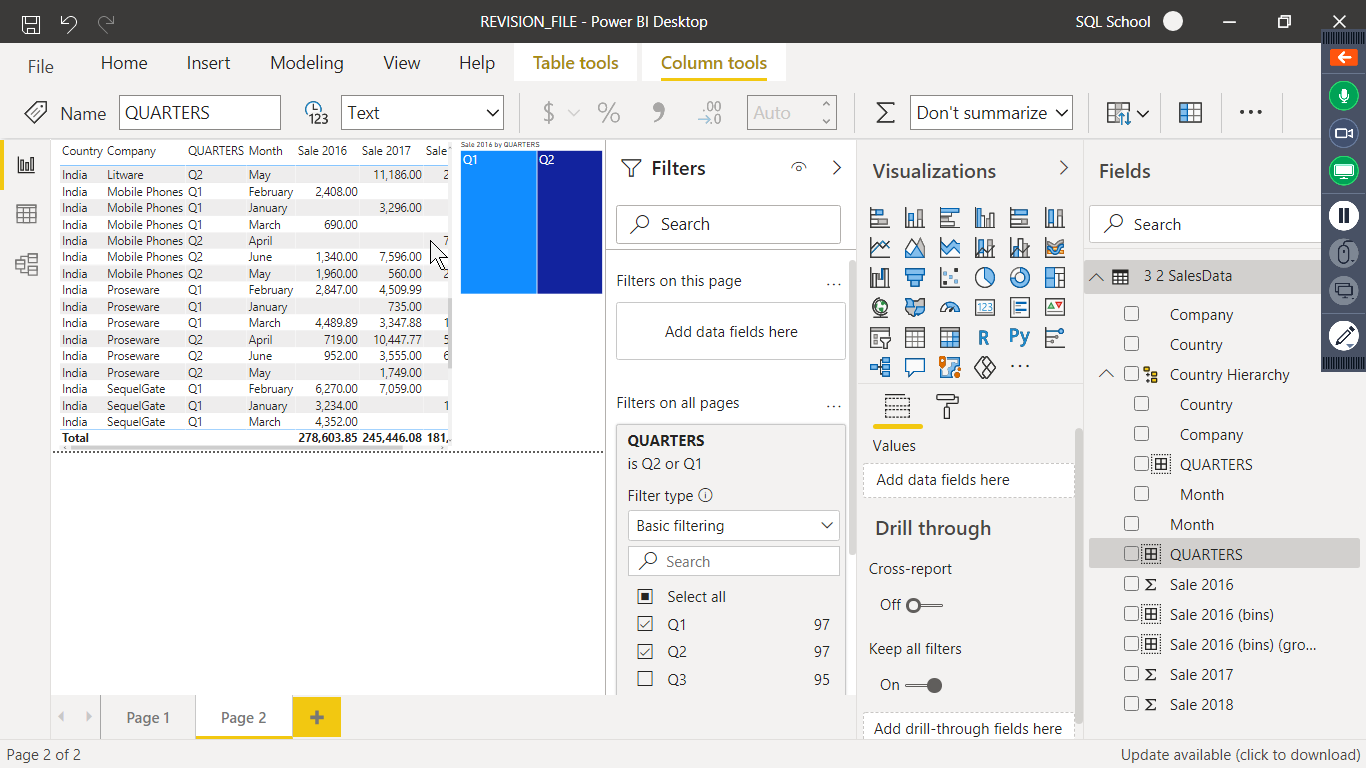 REVISION_FILE - Power BI Desktop
SQL School
File Home Insert Modeling View Help Table tools Column tools
Name QUARTERS Text $ % 9 .00 Auto Σ Don't summarize
Country Company QUARTERS Month Sale 2016 Sale 2017 Sale
India Litware Q2 May 11,186.00 2
India Mobile Phones Q1 February 2,408.00
India Mobile Phones Q1 January 3,296.00
India Mobile Phones Q1 March 690.00
India Mobile Phones Q2 April 7
India Mobile Phones Q2 June 1,340.00 7,596.00
India Mobile Phones Q2 May 1,960.00 560.00 2
India Proseware Q1 February 2,847.00 4,509.99
India Proseware Q1 January 735.00
India Proseware Q1 March 4,489.89 3,347.88 1
India Proseware Q2 April 719.00 10,447.77 5
India Proseware Q2 June 952.00 3,555.00 6
India Proseware Q2 May 1,749.00
India SequelGate Q1 February 6,270.00 7,059.00
India SequelGate Q1 January 3,234.00 1
India SequelGate Q1 March 4,352.00
Total 278,603.85 245,446.08 181,
Sale 2016 by QUARTERS
Q1 Q2
Filters
Search
Filters on this page ...
Add data fields here
Filters on all pages ...
QUARTERS
is Q2 or Q1
Filter type
Basic filtering
Search
Select all
Q1 97
Q2 97
Q3 95
Visualizations
R Py
Values
Add data fields here
Drill through
Cross-report
Off
Keep all filters
On
Add drill-through fields here
Fields
Search
3 2 SalesData
Company
Country
Country Hierarchy
Country
Company
QUARTERS
Month
Month
QUARTERS
Σ Sale 2016
Sale 2016 (bins)
Sale 2016 (bins) (gro...
Σ Sale 2017
Σ Sale 2018
Page 1 Page 2 +
Page 2 of 2
Update available (click to download)